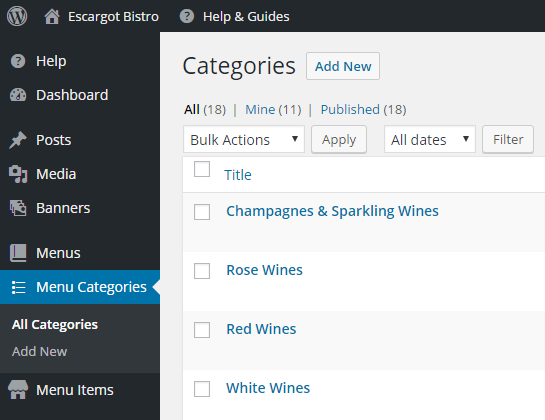 Escargot Bistro Help & Guides
Help
Dashboard
Posts
Media
Banners
Menus
Menu Categories
All Categories
Add New
Menu Items
Categories Add New
All (18) | Mine (11) | Published (18)
Bulk Actions Apply All dates Filter
Title
Champagnes & Sparkling Wines
Rose Wines
Red Wines
White Wines